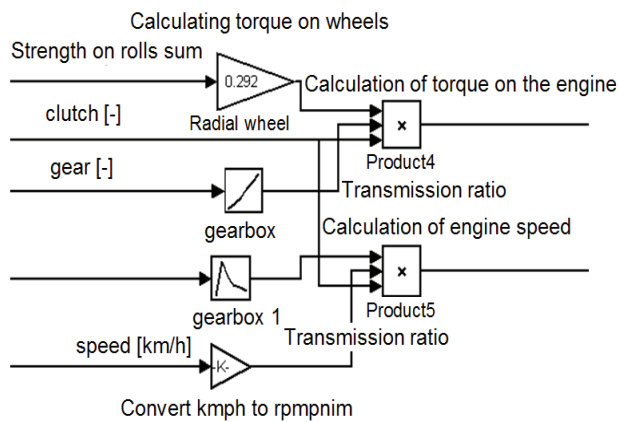 Calculating torque on wheels
Strength on rolls sum
0.292
Calculation of torque on the engine
clutch [-]
Radial wheel
×
Product4
gear [-]
Transmission ratio
gearbox
Calculation of engine speed
×
Product5
gearbox 1
Transmission ratio
speed [km/h]
-K-
Convert kmph to rpmpnim